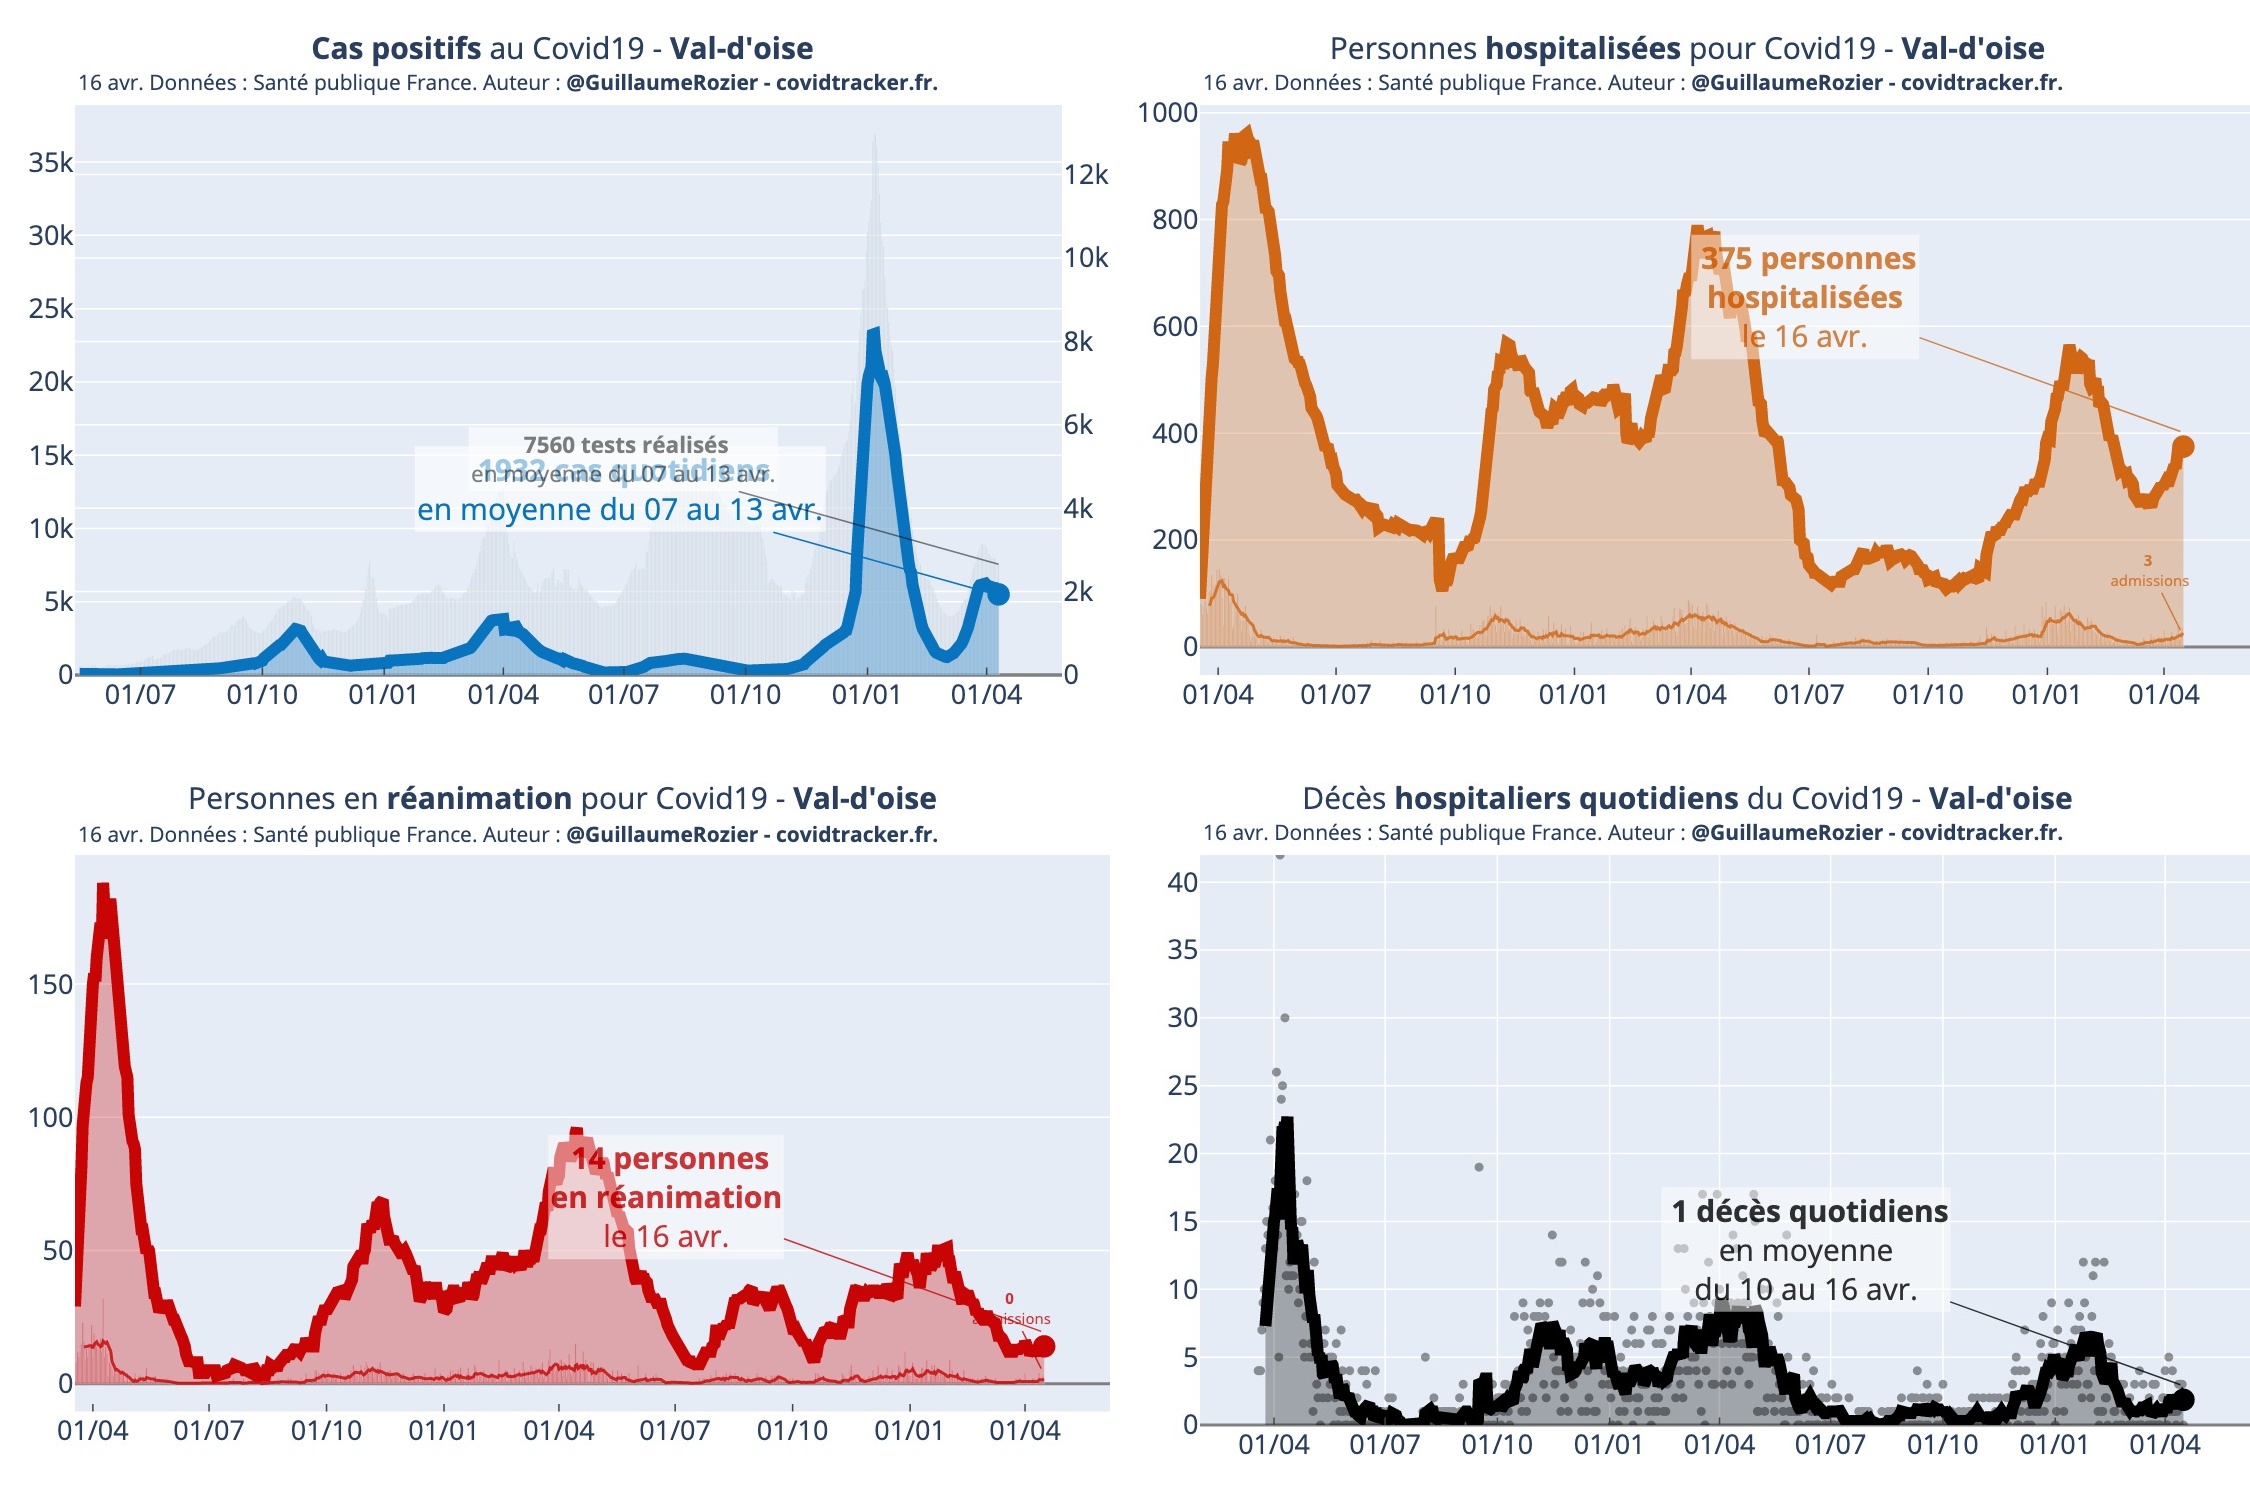 Cas positifs au Covid19 - Val-d'oise
16 avr. Données : Santé publique France. Auteur : @GuillaumeRozier - covidtracker.fr.
35k
30k
25k
20k
15k
10k
5k
0
12k
10k
8k
6k
4k
2k
0
7560 tests réalisés
en moyenne du 07 au 13 avr.
1932 cas quotidiens
en moyenne du 07 au 13 avr.
01/07 01/10 01/01 01/04 01/07 01/10 01/01 01/04
Personnes hospitalisées pour Covid19 - Val-d'oise
16 avr. Données : Santé publique France. Auteur : @GuillaumeRozier - covidtracker.fr.
1000
800
600
400
200
0
375 personnes
hospitalisées
le 16 avr.
3
admissions
01/04 01/07 01/10 01/01 01/04 01/07 01/10 01/01 01/04
Personnes en réanimation pour Covid19 - Val-d'oise
16 avr. Données : Santé publique France. Auteur : @GuillaumeRozier - covidtracker.fr.
150
100
50
0
14 personnes
en réanimation
le 16 avr.
0
admissions
01/04 01/07 01/10 01/01 01/04 01/07 01/10 01/01 01/04
Décès hospitaliers quotidiens du Covid19 - Val-d'oise
16 avr. Données : Santé publique France. Auteur : @GuillaumeRozier - covidtracker.fr.
40
35
30
25
20
15
10
5
0
1 décès quotidiens
en moyenne
du 10 au 16 avr.
01/04 01/07 01/10 01/01 01/04 01/07 01/10 01/01 01/04